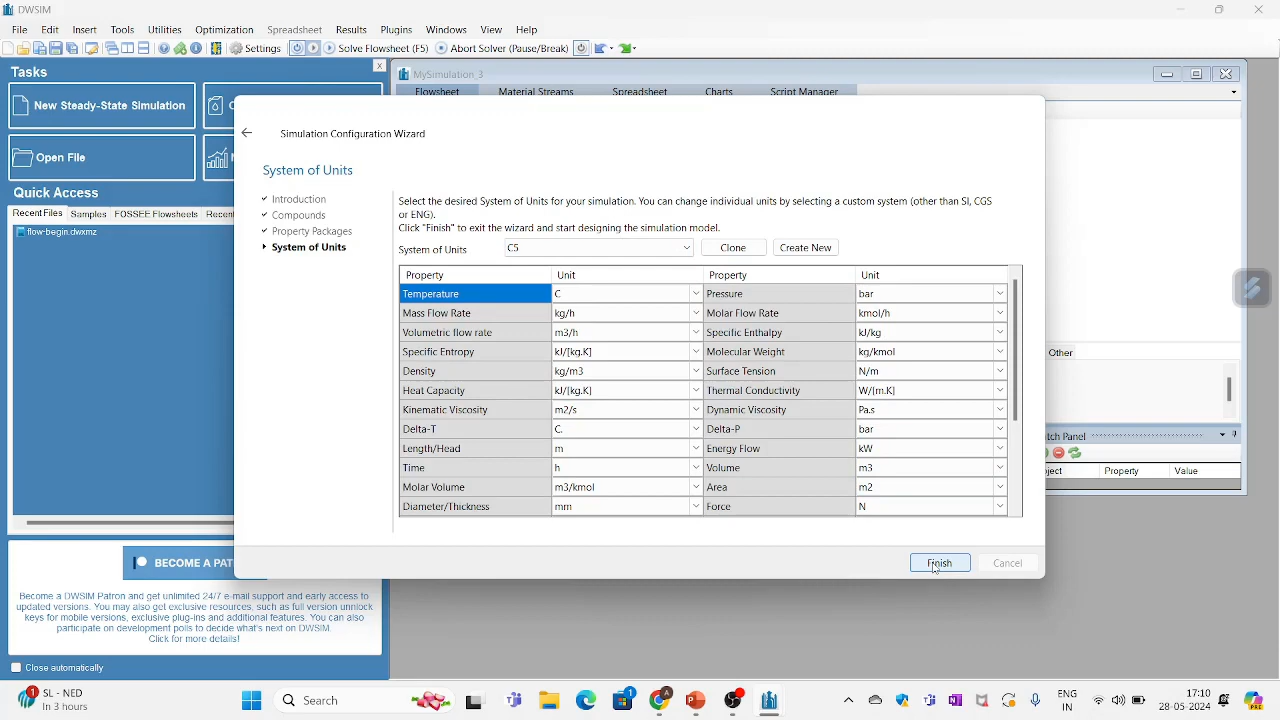 DWSIM
File Edit Insert Tools Utilities Optimization Spreadsheet Results Plugins Windows View Help
Settings Solve Flowsheet (F5) Abort Solver (Pause/Break)
Tasks x
New Steady-State Simulation
Open File
Quick Access
Recent Files Samples FOSSEE Flowsheets Recent
flow-begin.dwxmz
MySimulation_3
Flowsheet Material Streams Spreadsheet Charts Script Manager
Simulation Configuration Wizard
System of Units
Introduction
Compounds
Property Packages
System of Units
Select the desired System of Units for your simulation. You can change individual units by selecting a custom system (other than SI, CGS
or ENG).
Click "Finish" to exit the wizard and start designing the simulation model.
System of Units C5 Clone Create New
Property Unit Property Unit
Temperature C Pressure bar
Mass Flow Rate kg/h Molar Flow Rate kmol/h
Volumetric flow rate m3/h Specific Enthalpy kJ/kg
Specific Entropy kJ/[kg.K] Molecular Weight kg/kmol
Density kg/m3 Surface Tension N/m
Heat Capacity kJ/[kg.K] Thermal Conductivity W/[m.K]
Kinematic Viscosity m2/s Dynamic Viscosity Pa.s
Delta-T C. Delta-P bar
Length/Head m Energy Flow kW
Time h Volume m3
Molar Volume m3/kmol Area m2
Diameter/Thickness mm Force N
Finish Cancel
Other
tch Panel
ject Property Value
BECOME A PAT
Become a DWSIM Patron and get unlimited 24/7 e-mail support and early access to
updated versions. You may also get exclusive resources, such as full version unnlock
keys for mobile versions, exclusive plug-ins and additional features. You can also
participate on development polls to decide what's next on DWSIM.
Click for more details!
Close automatically
1 SL - NED
In 3 hours
Search
1
A
ENG
IN
17:10
28-05-2024
PRE